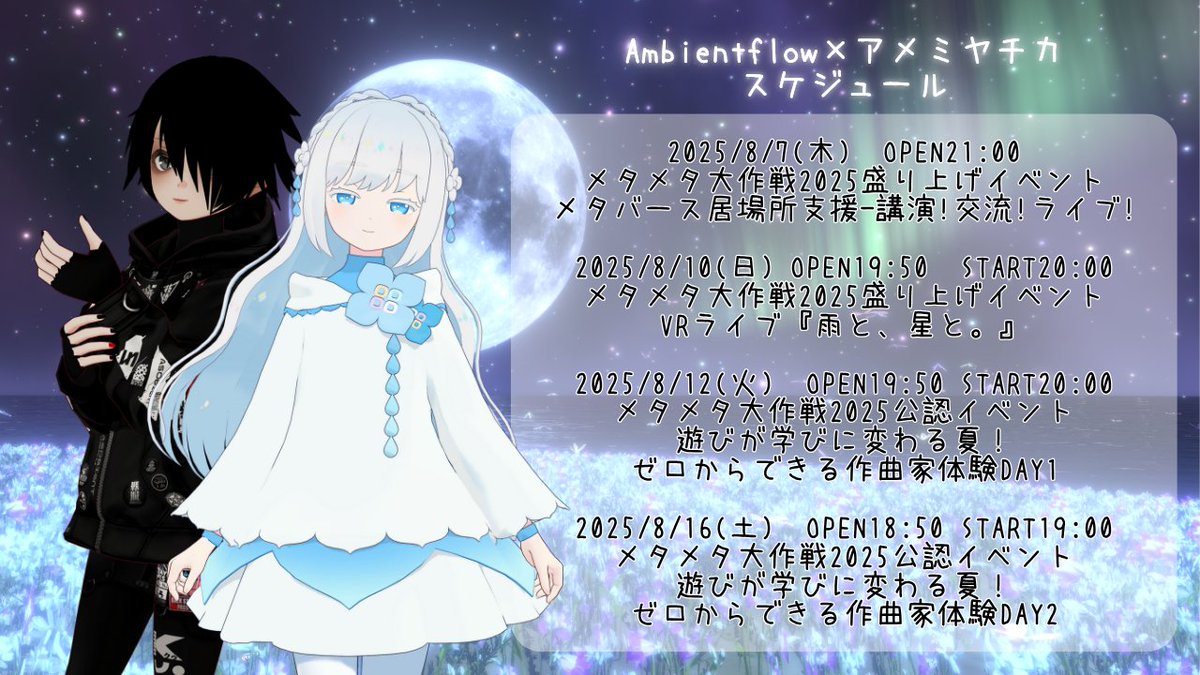 Ambientflow×アメミヤチカ
スケジュール
2025/8/7(木) OPEN21:00
メタメタ大作戦2025盛り上げイベント
メタバース居場所支援-講演!交流!ライブ!
2025/8/10(日) OPEN19:50 START20:00
メタメタ大作戦2025盛り上げイベント
VRライブ『雨と、星と。』
2025/8/12(火) OPEN19:50 START20:00
メタメタ大作戦2025公認イベント
遊びが学びに変わる夏！
ゼロからできる作曲家体験DAY1
2025/8/16(土) OPEN18:50 START19:00
メタメタ大作戦2025公認イベント
遊びが学びに変わる夏！
ゼロからできる作曲家体験DAY2